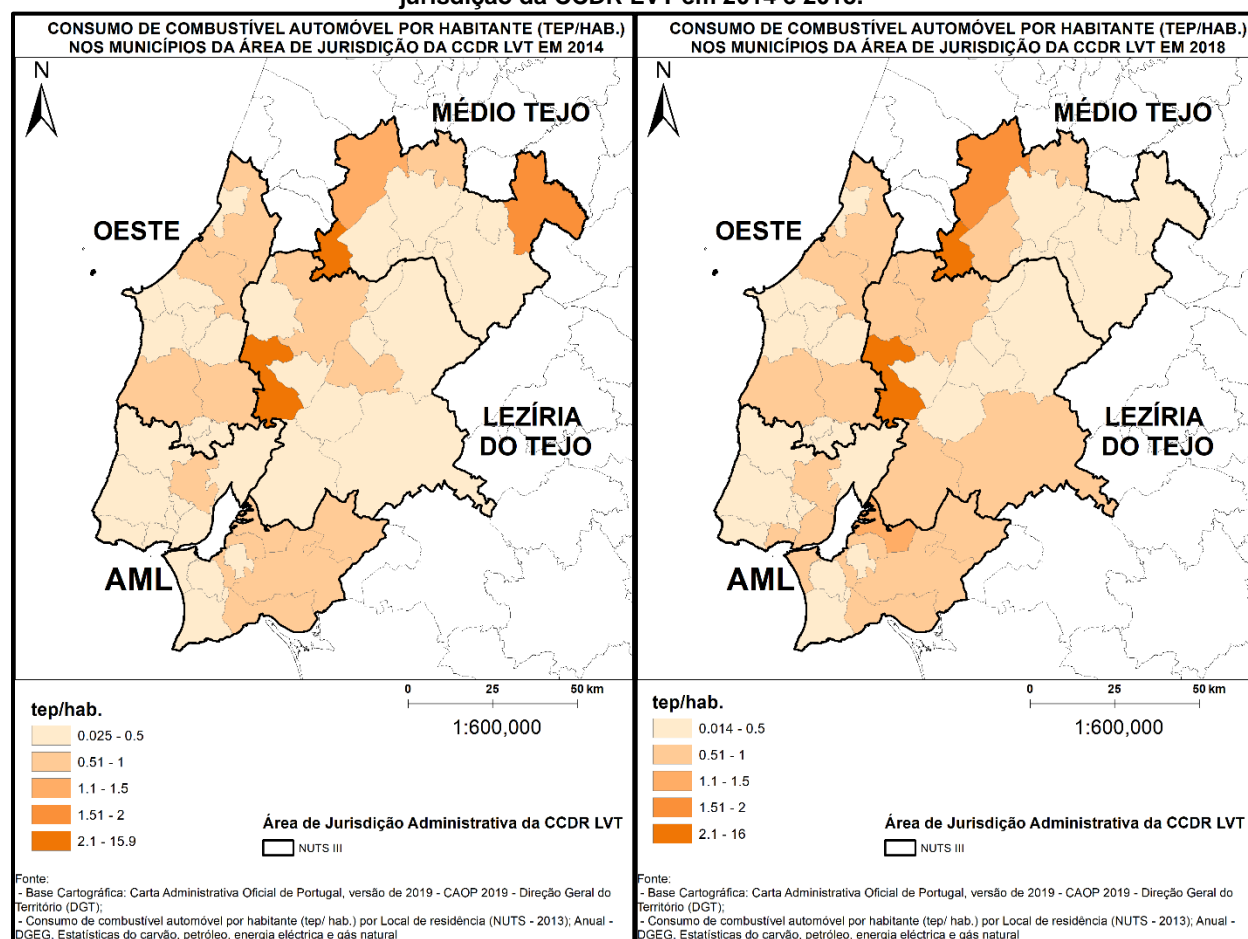 jurisdição da CCDR LVT em 2014 e 2018.
CONSUMO DE COMBUSTÍVEL AUTOMÓVEL POR HABITANTE (TEP/HAB.)
NOS MUNICÍPIOS DA ÁREA DE JURISDIÇÃO DA CCDR LVT EM 2014
N
MÉDIO TEJO
OESTE
LEZÍRIA
DO TEJO
AML
0 25 50 km
1:600,000
tep/hab.
0.025 - 0.5
0.51 - 1
1.1 - 1.5
1.51 - 2
2.1 - 15.9
Área de Jurisdição Administrativa da CCDR LVT
NUTS III
Fonte:
- Base Cartográfica: Carta Administrativa Oficial de Portugal, versão de 2019 - CAOP 2019 - Direção Geral do
Território (DGT);
- Consumo de combustível automóvel por habitante (tep/ hab.) por Local de residência (NUTS - 2013); Anual -
DGEG, Estatísticas do carvão, petróleo, energia eléctrica e gás natural
CONSUMO DE COMBUSTÍVEL AUTOMÓVEL POR HABITANTE (TEP/HAB.)
NOS MUNICÍPIOS DA ÁREA DE JURISDIÇÃO DA CCDR LVT EM 2018
N
MÉDIO TEJO
OESTE
LEZÍRIA
DO TEJO
AML
0 25 50 km
1:600,000
tep/hab.
0.014 - 0.5
0.51 - 1
1.1 - 1.5
1.51 - 2
2.1 - 16
Área de Jurisdição Administrativa da CCDR LVT
NUTS III
Fonte:
- Base Cartográfica: Carta Administrativa Oficial de Portugal, versão de 2019 - CAOP 2019 - Direção Geral do
Território (DGT);
- Consumo de combustível automóvel por habitante (tep/ hab.) por Local de residência (NUTS - 2013); Anual -
DGEG, Estatísticas do carvão, petróleo, energia eléctrica e gás natural